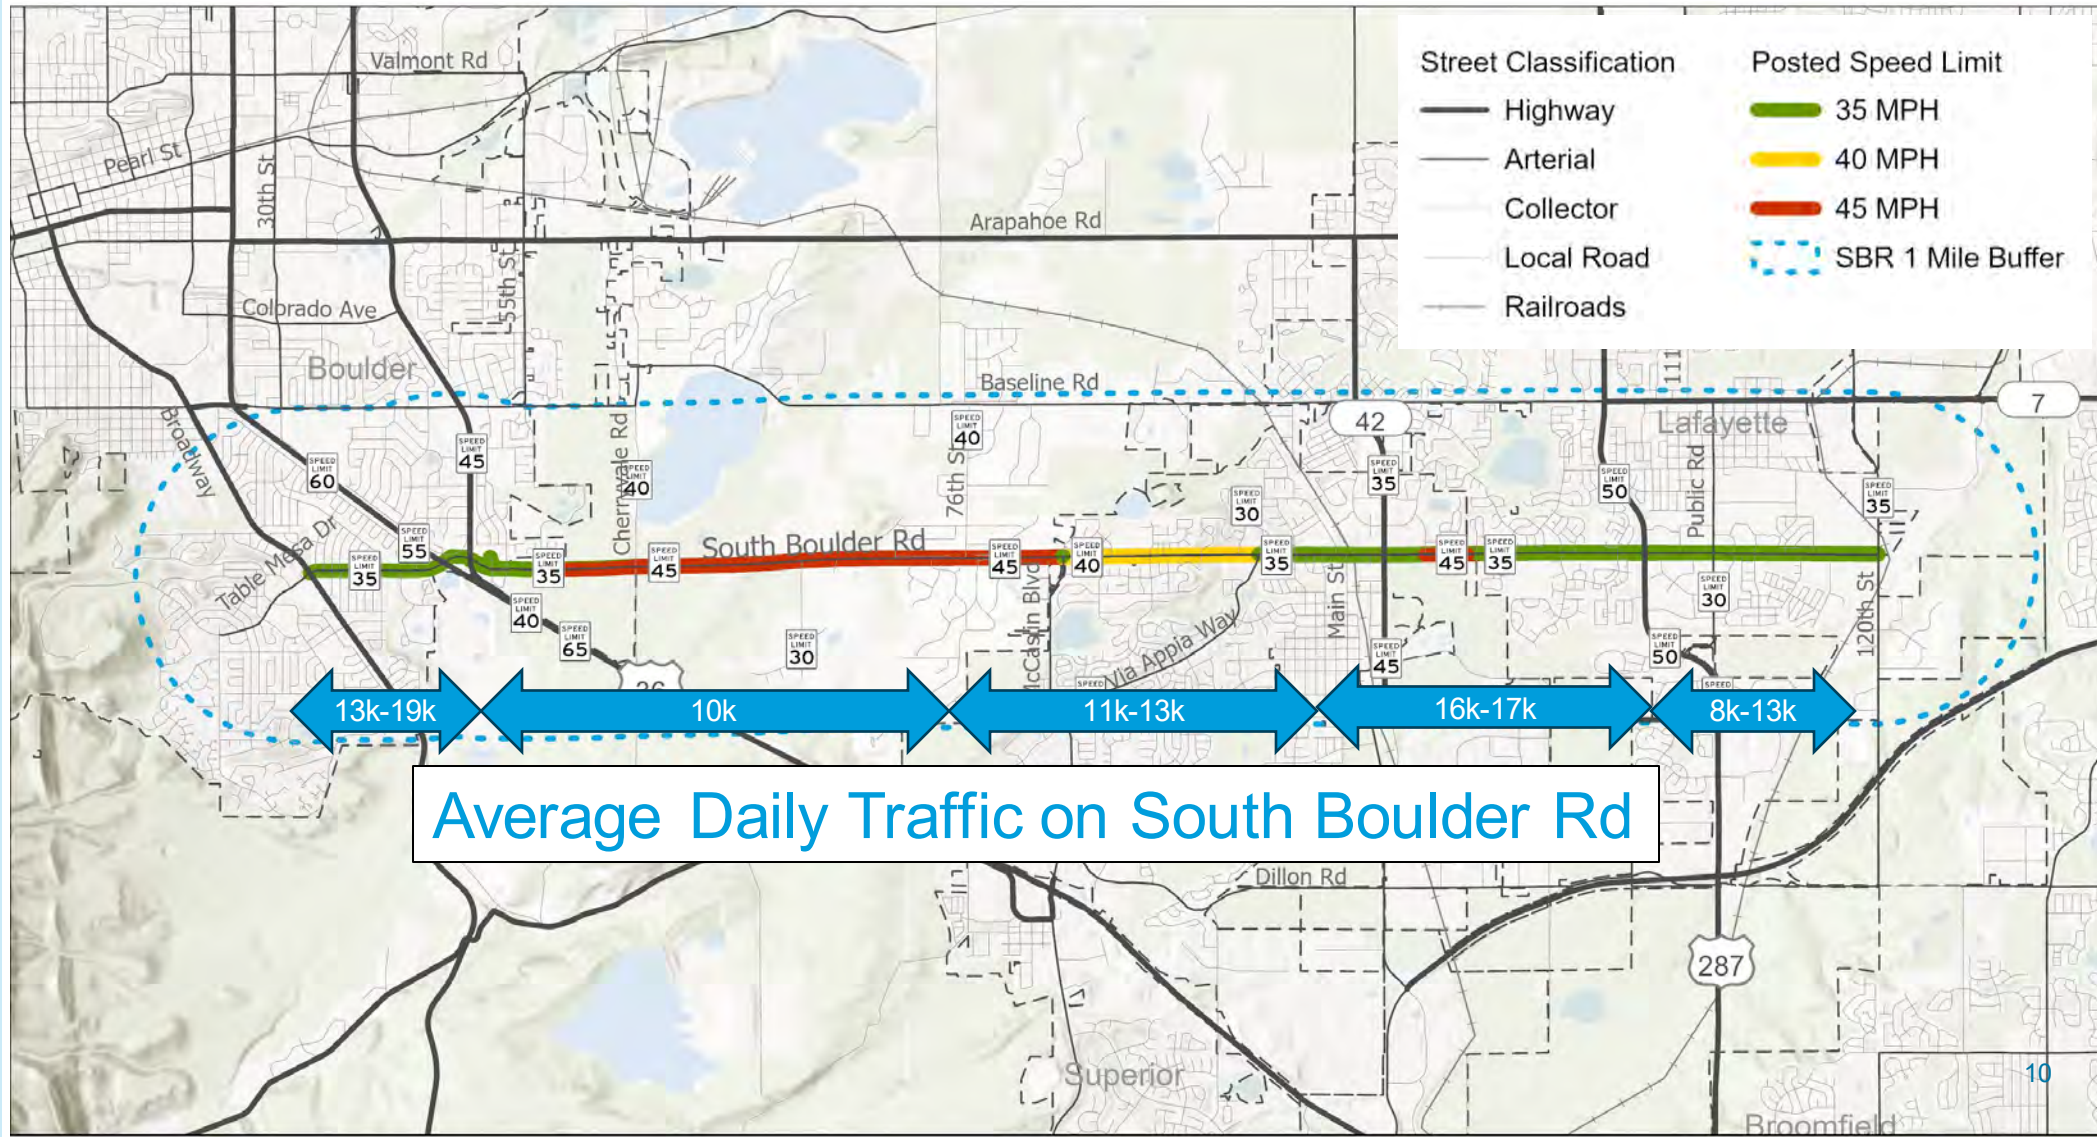 Street Classification
Highway
Arterial
Collector
Local Road
Railroads
Posted Speed Limit
35 MPH
40 MPH
45 MPH
SBR 1 Mile Buffer
Valmont Rd
Pearl St
30th St
55th St
Arapahoe Rd
Colorado Ave
Boulder
Baseline Rd
Broadway
Cherryvale Rd
76th St
42
7
Lafayette
Public Rd
111
SPEED LIMIT 60
SPEED LIMIT 45
SPEED LIMIT 40
SPEED LIMIT 40
SPEED LIMIT 30
SPEED LIMIT 35
SPEED LIMIT 50
SPEED LIMIT 35
Table Mesa Dr
SPEED LIMIT 55
South Boulder Rd
SPEED LIMIT 35
SPEED LIMIT 35
SPEED LIMIT 45
SPEED LIMIT 45
SPEED LIMIT 40
SPEED LIMIT 35
SPEED LIMIT 45
SPEED LIMIT 35
SPEED LIMIT 40
SPEED LIMIT 65
SPEED LIMIT 30
McCaslin Blvd
Via Appia Way
Main St
SPEED LIMIT 45
SPEED LIMIT 30
SPEED LIMIT 50
120th St
SPEED
SPEED
36
13k-19k
10k
11k-13k
16k-17k
8k-13k
Average Daily Traffic on South Boulder Rd
Dillon Rd
287
Superior
Broomfield
10